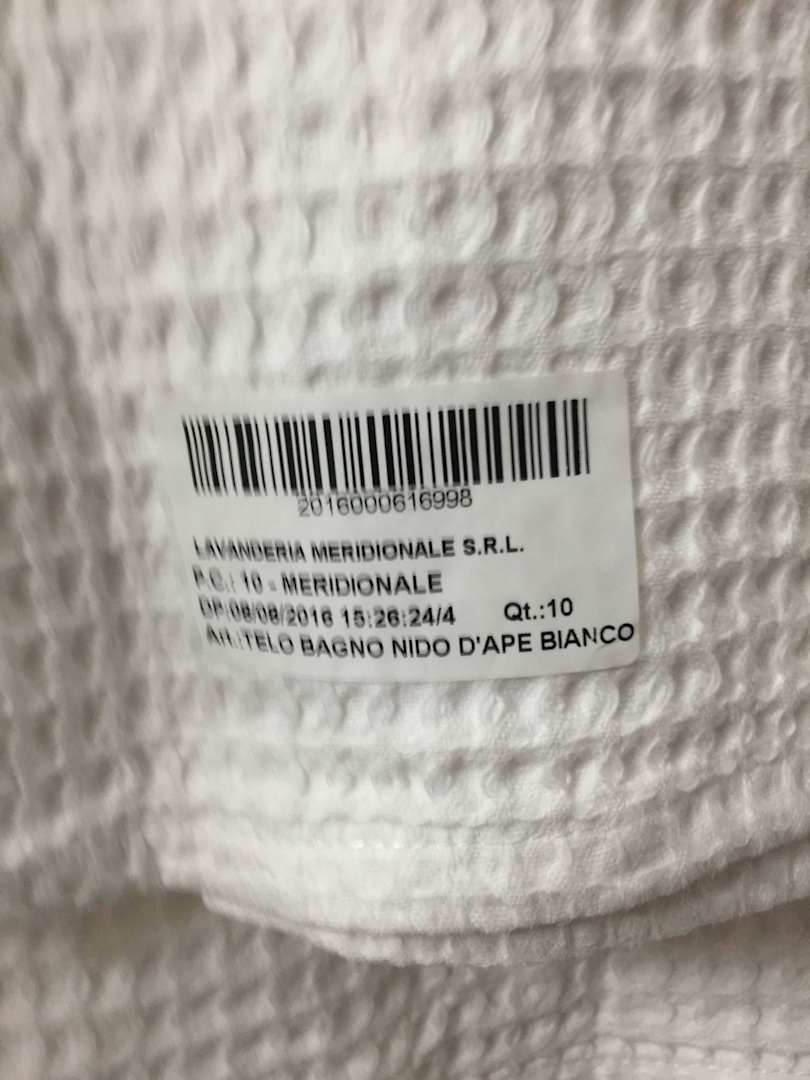 2016000616998
LAVANDERIA MERIDIONALE S.R.L.
P.C.: 10 - MERIDIONALE
DP:08/08/2016 15:26:24/4 Qt.:10
Art.:TELO BAGNO NIDO D'APE BIANCO